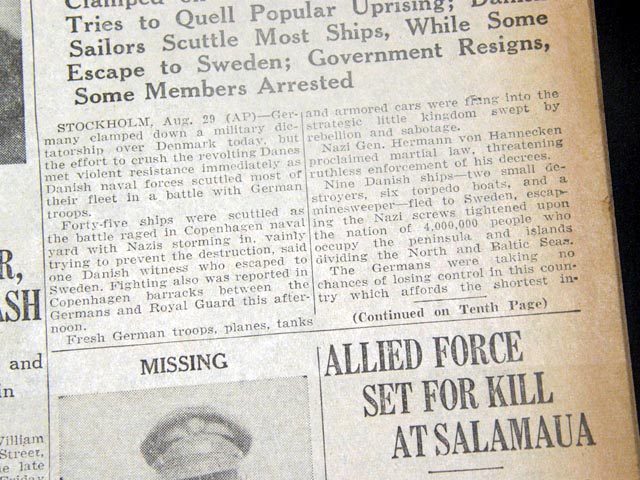 Clamped on
Tries to Quell Popular Uprising; Danish
Sailors Scuttle Most Ships, While Some
Escape to Sweden; Government Resigns,
Some Members Arrested
STOCKHOLM, Aug. 29 (AP)—Ger-
many clamped down a military dic-
tatorship over Denmark today, but
the effort to crush the revolting Danes
met violent resistance immediately as
Danish naval forces scuttled most of
their fleet in a battle with German
troops.
Forty-five ships were scuttled as
the battle raged in Copenhagen naval
yard with Nazis storming in, vainly
trying to prevent the destruction, said
one Danish witness who escaped to
Sweden. Fighting also was reported in
Copenhagen barracks between the
Germans and Royal Guard this after-
noon.
Fresh German troops, planes, tanks
and armored cars were flung into the
strategic little kingdom swept by
rebellion and sabotage.
Nazi Gen. Hermann von Hannecken
proclaimed martial law, threatening
ruthless enforcement of his decrees.
Nine Danish ships—two small de-
stroyers, six torpedo boats, and a
minesweeper—fled to Sweden, escap-
ing the Nazi screws tightened upon
the nation of 4,000,000 people who
occupy the peninsula and islands
dividing the North and Baltic Seas.
The Germans were taking no
chances of losing control in this coun-
try which affords the shortest in-
(Continued on Tenth Page)
MISSING
ALLIED FORCE
SET FOR KILL
AT SALAMAUA
R,
ASH
and
in
William
Street,
late
Friday